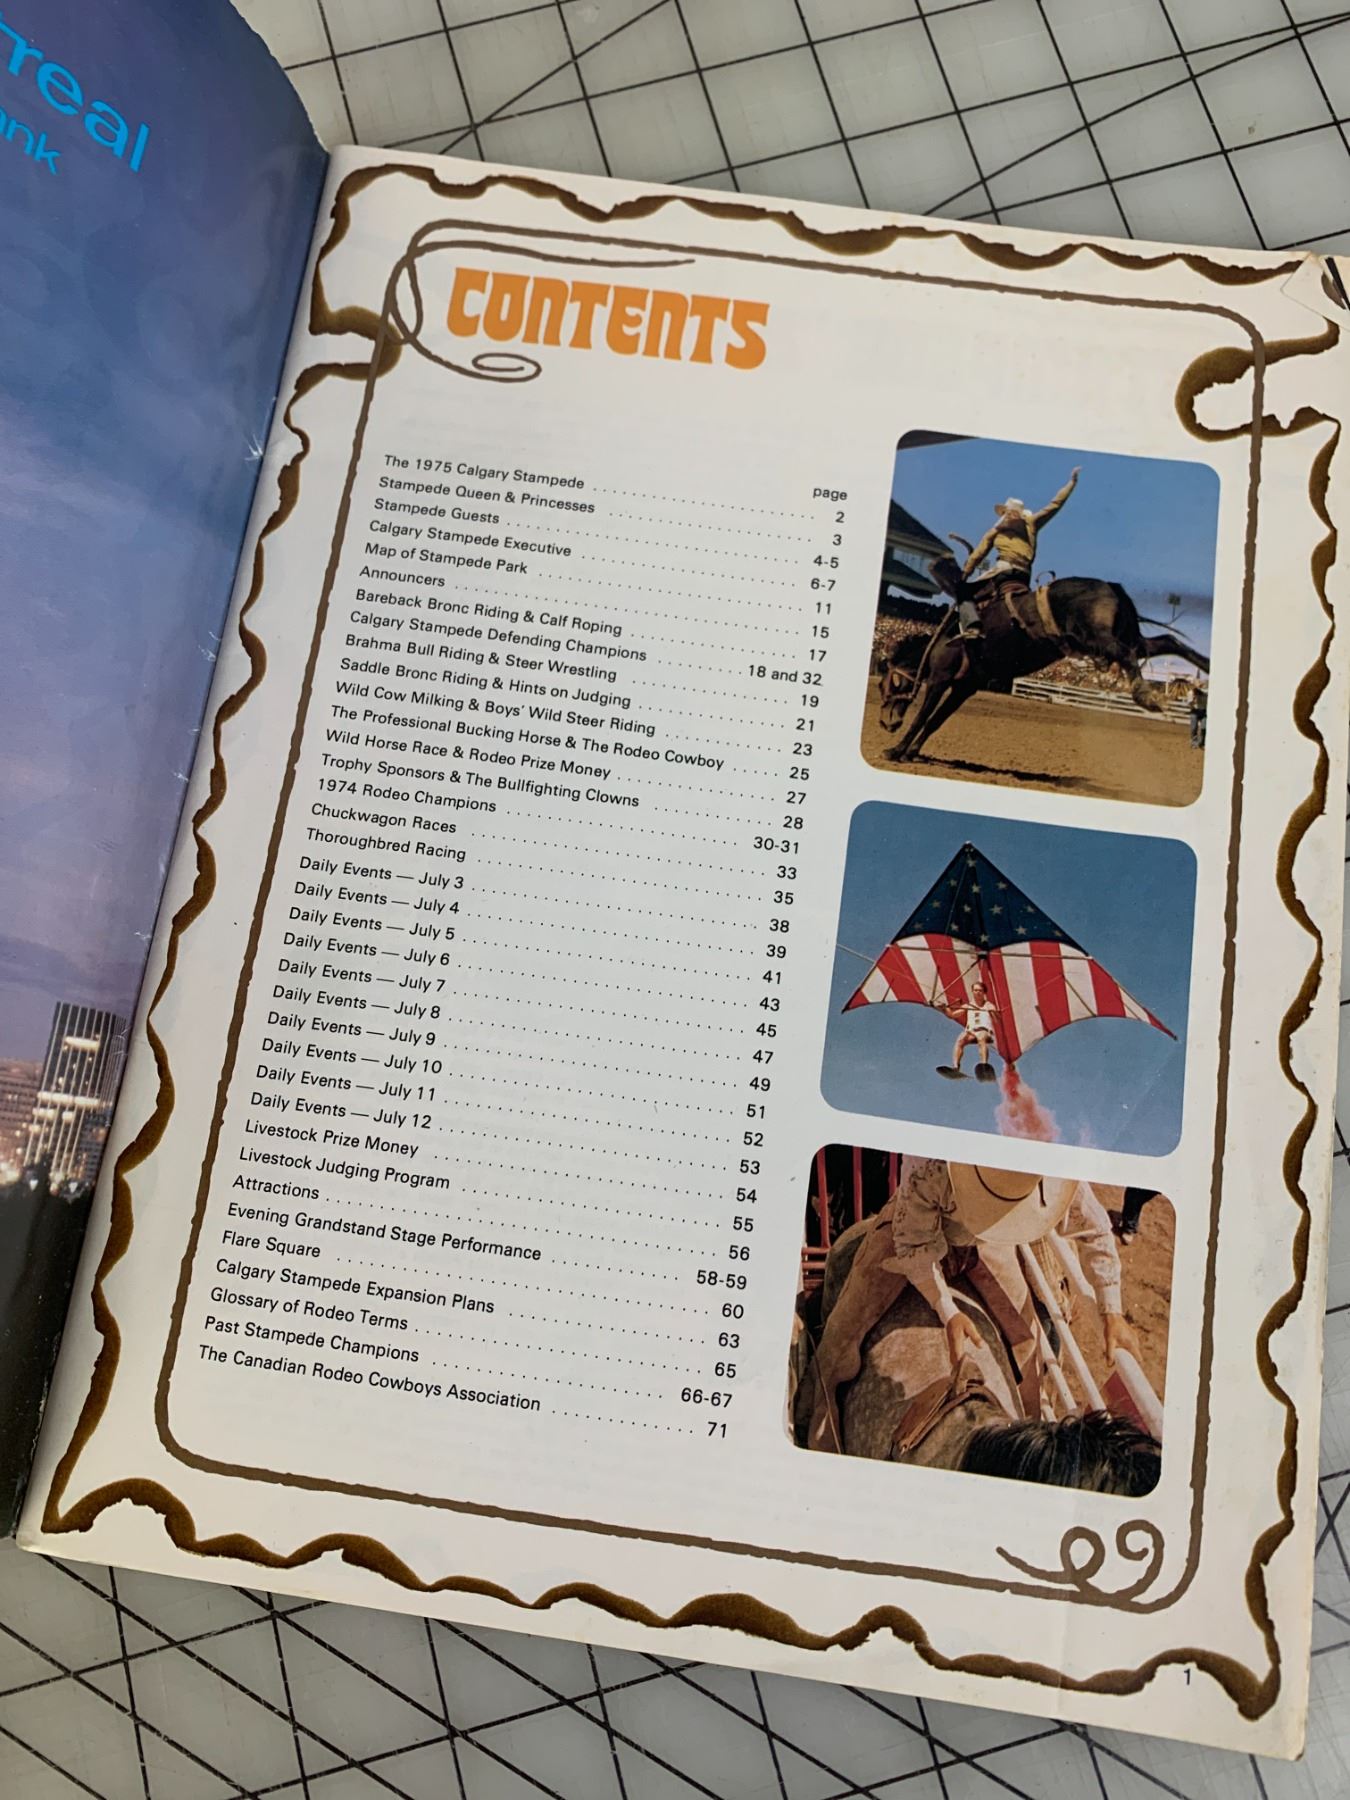 real
CONTENTS
page
The 1975 Calgary Stampede . . . . . . . . . . . . . . . . . . . . . 2
Stampede Queen & Princesses . . . . . . . . . . . . . . . . . . . . 3
Stampede Guests . . . . . . . . . . . . . . . . . . . . . . . . . . 4-5
Calgary Stampede Executive . . . . . . . . . . . . . . . . . . . . 6-7
Map of Stampede Park . . . . . . . . . . . . . . . . . . . . . . . 11
Announcers . . . . . . . . . . . . . . . . . . . . . . . . . . . . 15
Bareback Bronc Riding & Calf Roping . . . . . . . . . . . . . . . . 17
Calgary Stampede Defending Champions . . . . . . . . . 18 and 32
Brahma Bull Riding & Steer Wrestling . . . . . . . . . . . . . . . 19
Saddle Bronc Riding & Hints on Judging . . . . . . . . . . . . . . 21
Wild Cow Milking & Boys' Wild Steer Riding . . . . . . . . . . . . 23
The Professional Bucking Horse & The Rodeo Cowboy . . . . . 25
Wild Horse Race & Rodeo Prize Money . . . . . . . . . . . . . . . 27
Trophy Sponsors & The Bullfighting Clowns . . . . . . . . . . . . 28
1974 Rodeo Champions . . . . . . . . . . . . . . . . . . . . . 30-31
Chuckwagon Races . . . . . . . . . . . . . . . . . . . . . . . . . 33
Thoroughbred Racing . . . . . . . . . . . . . . . . . . . . . . . . 35
Daily Events — July 3 . . . . . . . . . . . . . . . . . . . . . . . 38
Daily Events — July 4 . . . . . . . . . . . . . . . . . . . . . . . 39
Daily Events — July 5 . . . . . . . . . . . . . . . . . . . . . . . 41
Daily Events — July 6 . . . . . . . . . . . . . . . . . . . . . . . 43
Daily Events — July 7 . . . . . . . . . . . . . . . . . . . . . . . 45
Daily Events — July 8 . . . . . . . . . . . . . . . . . . . . . . . 47
Daily Events — July 9 . . . . . . . . . . . . . . . . . . . . . . . 49
Daily Events — July 10 . . . . . . . . . . . . . . . . . . . . . . 51
Daily Events — July 11 . . . . . . . . . . . . . . . . . . . . . . 52
Daily Events — July 12 . . . . . . . . . . . . . . . . . . . . . . 53
Livestock Prize Money . . . . . . . . . . . . . . . . . . . . . . . 54
Livestock Judging Program . . . . . . . . . . . . . . . . . . . . . 55
Attractions . . . . . . . . . . . . . . . . . . . . . . . . . . . . 56
Evening Grandstand Stage Performance . . . . . . . . . . . 58-59
Flare Square . . . . . . . . . . . . . . . . . . . . . . . . . . . 60
Calgary Stampede Expansion Plans . . . . . . . . . . . . . . . . . 63
Glossary of Rodeo Terms . . . . . . . . . . . . . . . . . . . . . . 65
Past Stampede Champions . . . . . . . . . . . . . . . . . . . 66-67
The Canadian Rodeo Cowboys Association . . . . . . . . . . . . 71
1